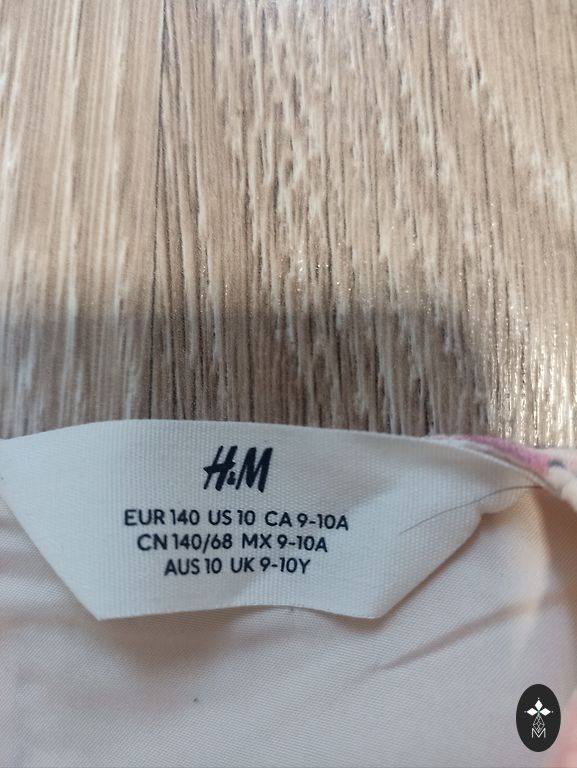 H&M
EUR 140 US 10 CA 9-10A
CN 140/68 MX 9-10A
AUS 10 UK 9-10Y
M